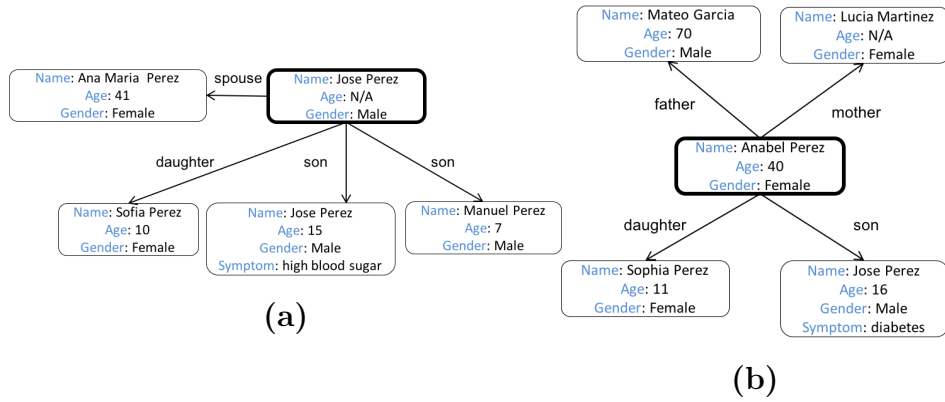 Name: Ana Maria Perez
Age: 41
Gender: Female
spouse
Name: Jose Perez
Age: N/A
Gender: Male
daughter
son
son
Name: Sofia Perez
Age: 10
Gender: Female
Name: Jose Perez
Age: 15
Gender: Male
Symptom: high blood sugar
Name: Manuel Perez
Age: 7
Gender: Male
(a)
Name: Mateo Garcia
Age: 70
Gender: Male
Name: Lucia Martinez
Age: N/A
Gender: Female
father
mother
Name: Anabel Perez
Age: 40
Gender: Female
daughter
son
Name: Sophia Perez
Age: 11
Gender: Female
Name: Jose Perez
Age: 16
Gender: Male
Symptom: diabetes
(b)